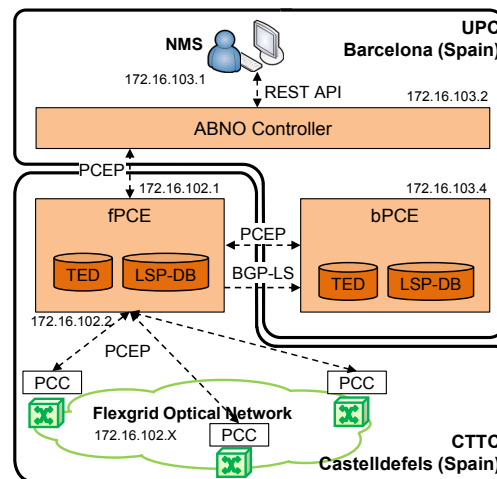 UPC
Barcelona (Spain)
NMS
172.16.103.1
REST API
172.16.103.2
ABNO Controller
PCEP
172.16.102.1
172.16.103.4
fPCE
bPCE
PCEP
TED
LSP-DB
BGP-LS
TED
LSP-DB
172.16.102.2
PCEP
PCC
PCC
Flexgrid Optical Network
172.16.102.X
PCC
CTTC
Castelldefels (Spain)